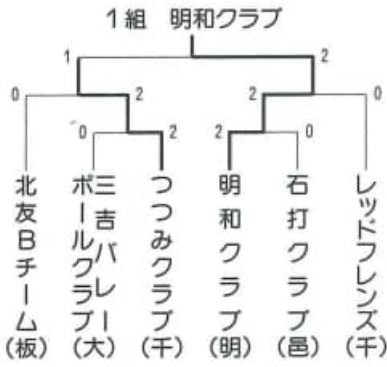 1組 明和クラブ
1 2
0 2 2 0
0 2 2 0
北友Bチーム(板)
三吉バレーボールクラブ(大)
つつみクラブ(千)
明和クラブ(明)
石打クラブ(邑)
レッドフレンズ(千)